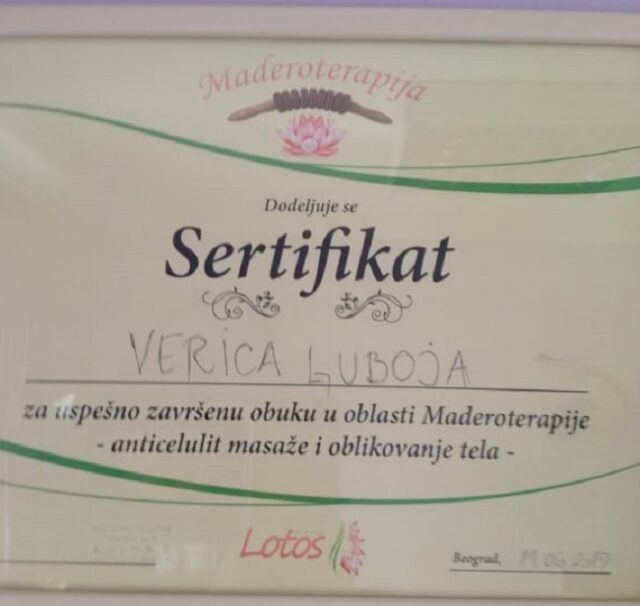 Maderoterapija
Dodeljuje se
Sertifikat
VERICA LUBOJA
za uspešno završenu obuku u oblasti Maderoterapije
- anticelulit masaže i oblikovanje tela -
Lotos
Beograd,